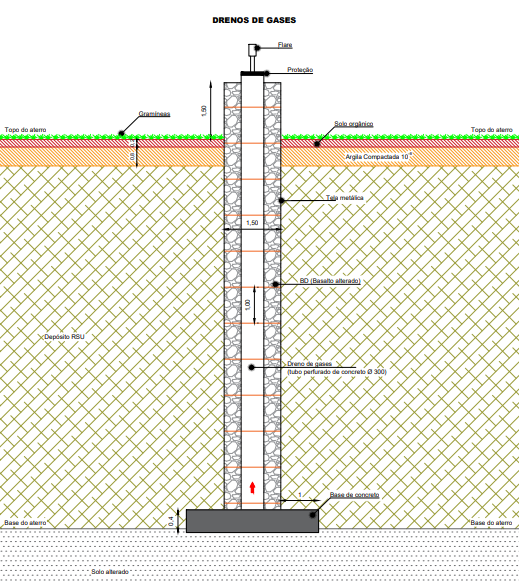 DRENOS DE GASES
Flare
Proteção
1,50
Gramíneas
Solo orgânico
Topo do aterro
Topo do aterro
0,6
Argila Compactada 10
Tela metálica
1,50
BD (Basalto alterado)
1,00
Depósito RSU
Dreno de gases
(tubo perfurado de concreto Ø 300)
1
Base de concreto
0,4
Base do aterro
Base do aterro
Solo alterado